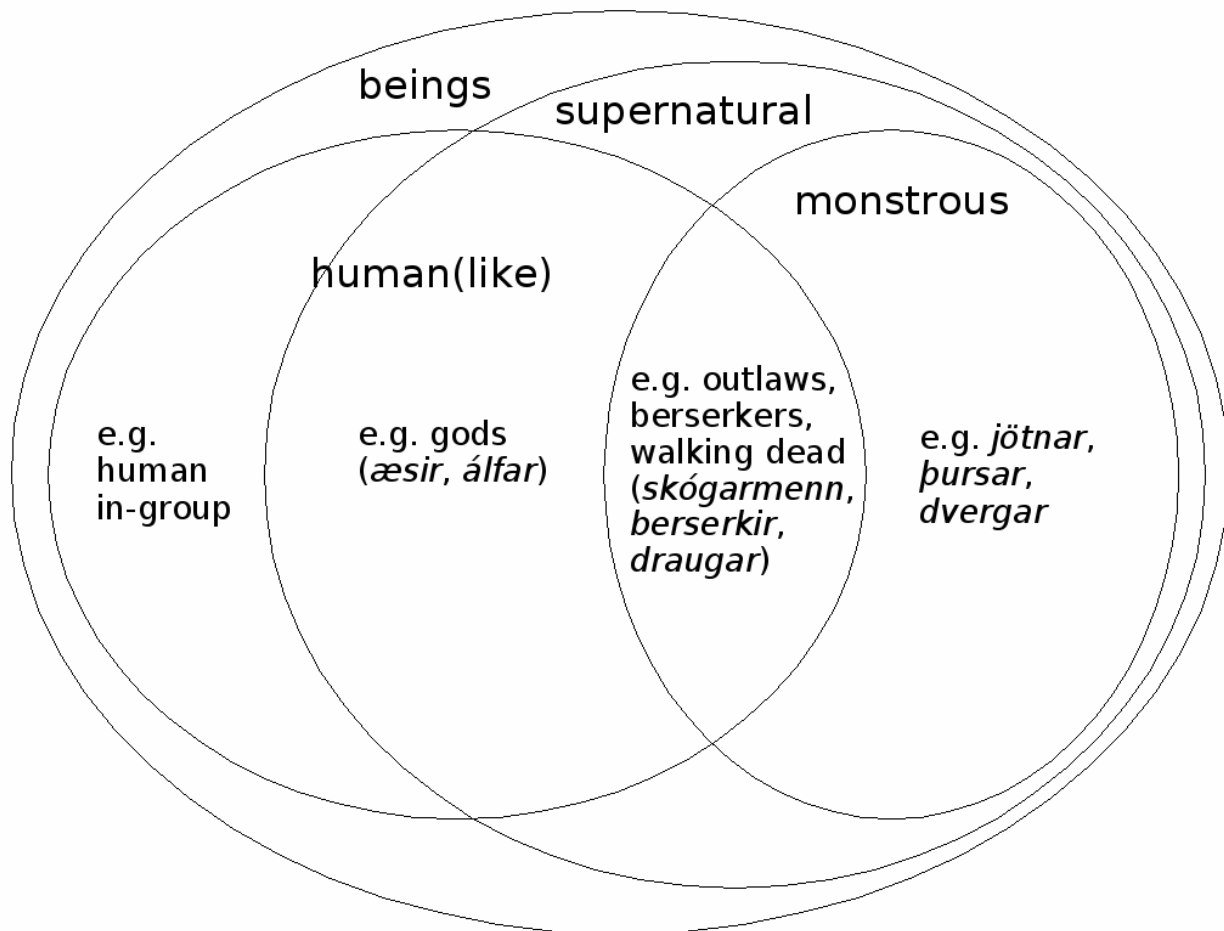 beings
supernatural
monstrous
human(like)
e.g.
human
in-group
e.g. gods
(æsir, álfar)
e.g. outlaws,
berserkers,
walking dead
(skógarmenn,
berserkir,
draugar)
e.g. jötnar,
þursar,
dvergar